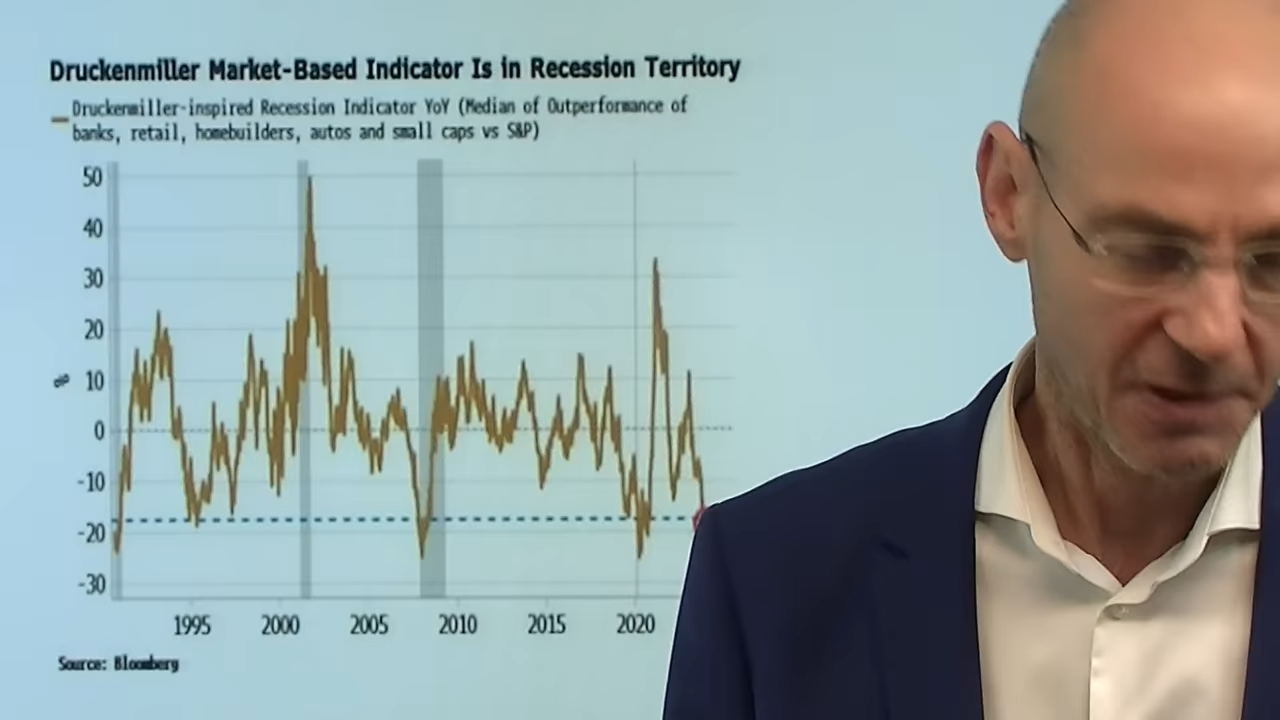 Druckenmiller Market-Based Indicator Is in Recession Territory
Druckenmiller-inspired Recession Indicator YoY (Median of Outperformance of
banks, retail, homebuilders, autos and small caps vs S&P)
50
40
30
20
10
0
-10
-20
-30
%
1995 2000 2005 2010 2015 2020
Source: Bloomberg